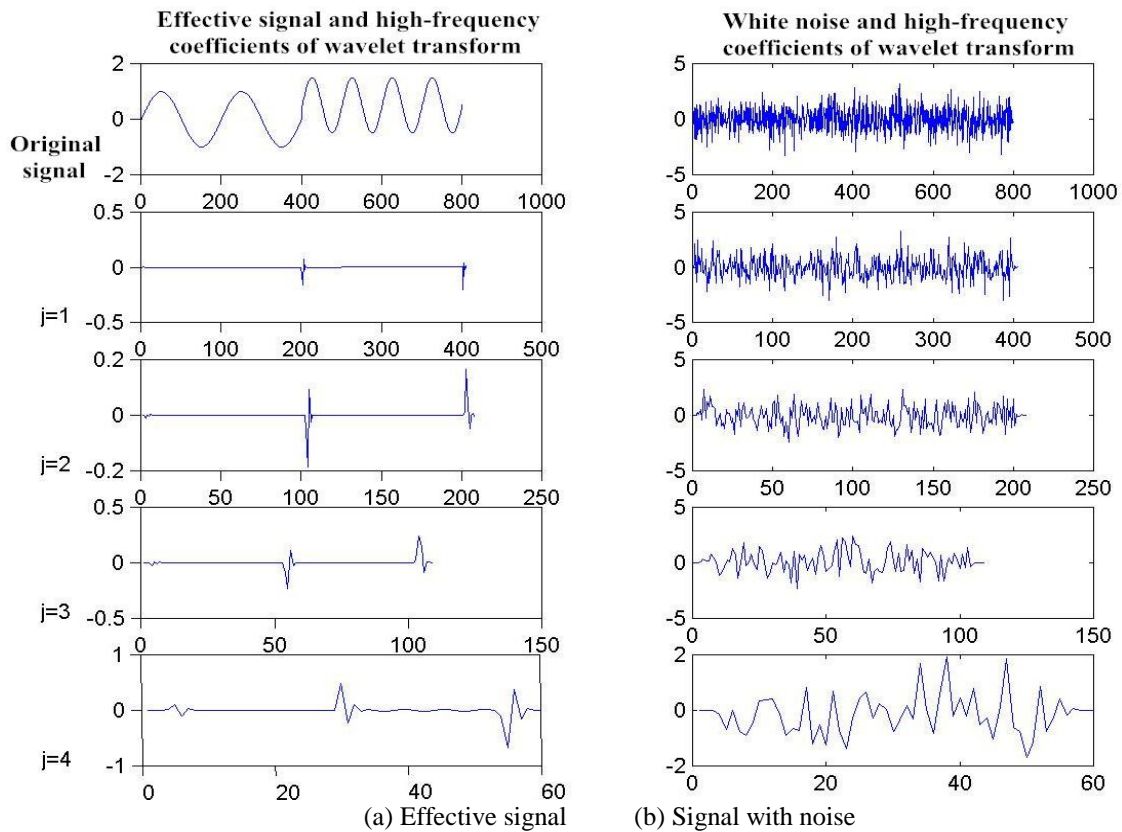 Effective signal and high-frequency
coefficients of wavelet transform
White noise and high-frequency
coefficients of wavelet transform
Original
signal
2
0
-2
0 200 400 600 800 1000
5
0
-5
0 200 400 600 800 1000
j=1
0.5
0
-0.5
0 100 200 300 400 500
5
0
-5
0 100 200 300 400 500
j=2
0.2
0
-0.2
0 50 100 150 200 250
5
0
-5
0 50 100 150 200 250
j=3
0.5
0
-0.5
0 50 100 150
5
0
-5
0 50 100 150
j=4
1
0
-1
0 20 40 60
2
0
-2
0 20 40 60
(a) Effective signal
(b) Signal with noise